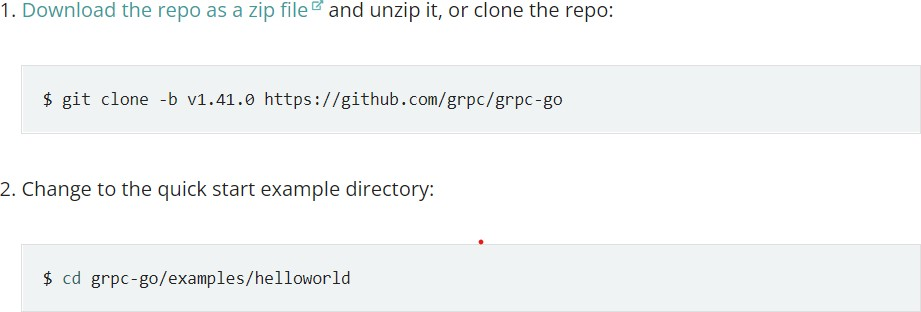 1. Download the repo as a zip file and unzip it, or clone the repo:
$ git clone -b v1.41.0 https://github.com/grpc/grpc-go
2. Change to the quick start example directory:
$ cd grpc-go/examples/helloworld